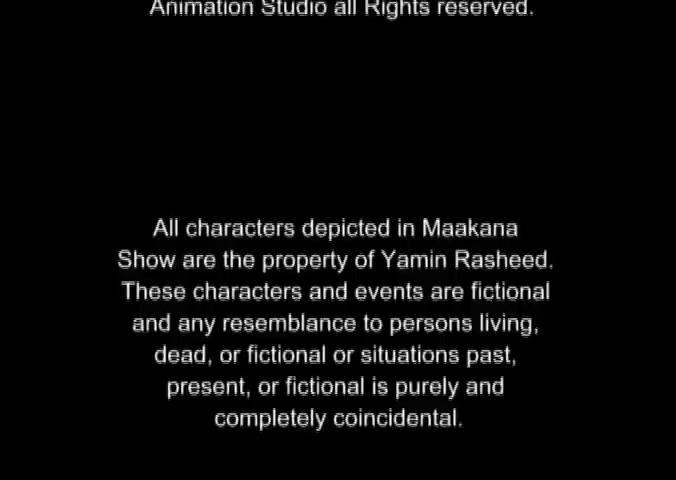 Animation Studio all Rights reserved.
All characters depicted in Maakana
Show are the property of Yamin Rasheed.
These characters and events are fictional
and any resemblance to persons living,
dead, or fictional or situations past,
present, or fictional is purely and
completely coincidental.